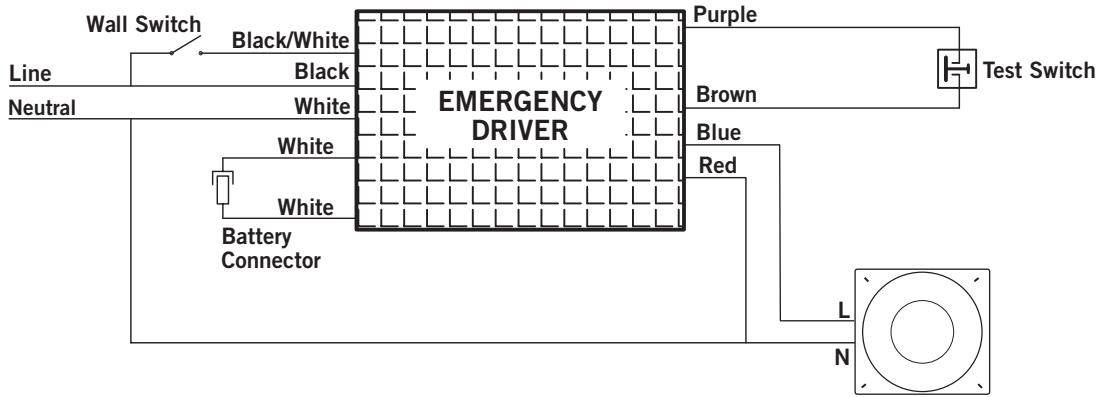 Wall Switch
Black/White
Line
Black
Neutral
White
White
White
Battery
Connector
EMERGENCY
DRIVER
Purple
Test Switch
Brown
Blue
Red
L
N